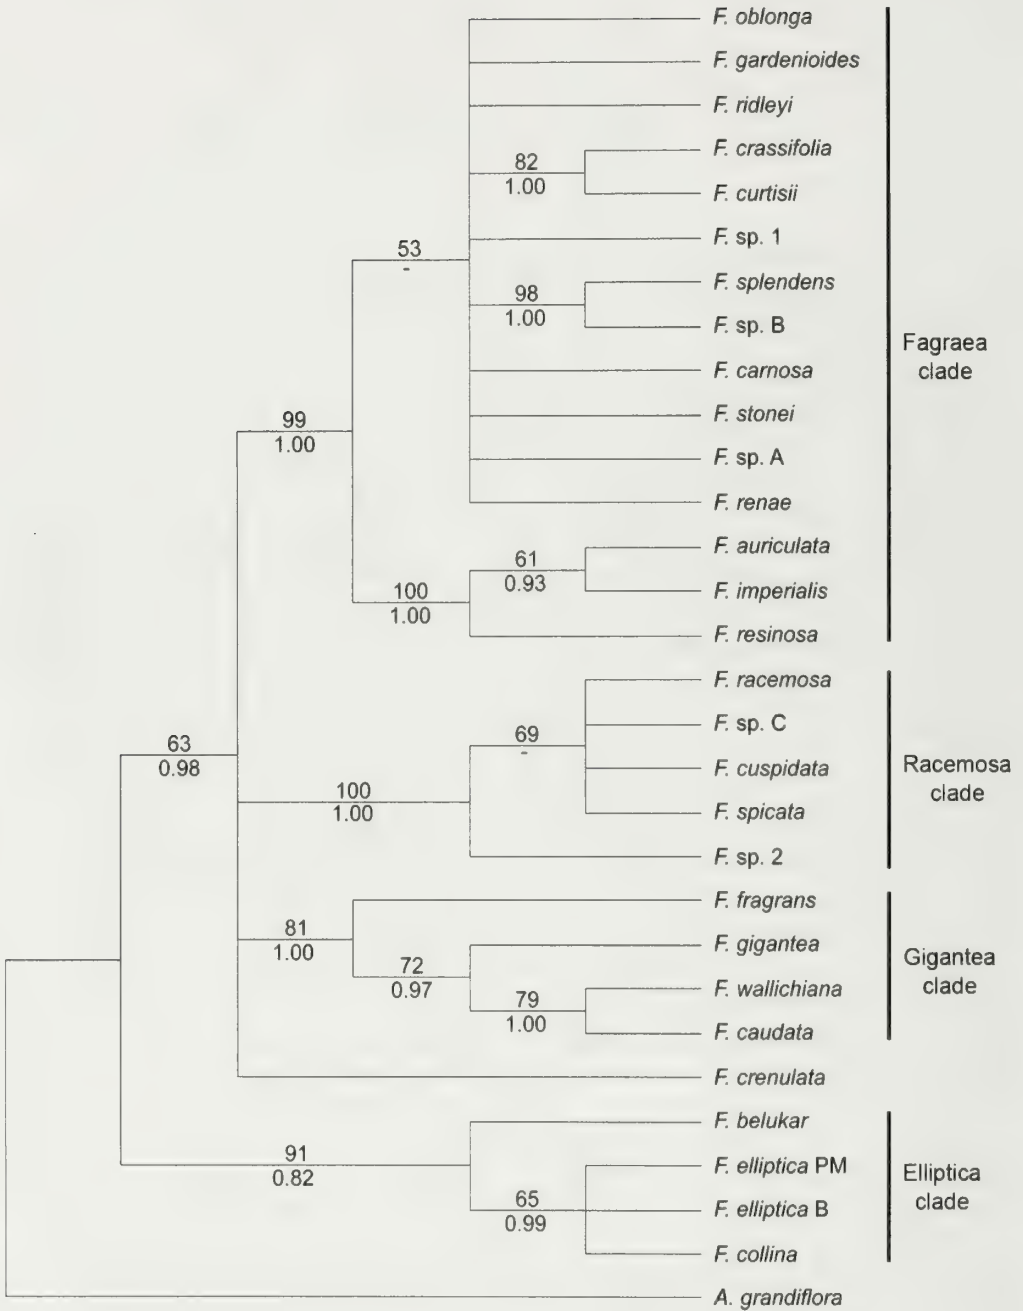 F. oblonga
F. gardenioides
F. ridleyi
82
1.00
F. crassifolia
F. curtisii
F. sp. 1
53
-
98
1.00
F. splendens
F. sp. B
Fagraea
clade
F. carnosa
F. stonei
99
1.00
F. sp. A
F. renae
F. auriculata
61
0.93
100
1.00
F. imperialis
F. resinosa
F. racemosa
F. sp. C
69
-
63
0.98
F. cuspidata
Racemosa
clade
100
1.00
F. spicata
F. sp. 2
F. fragrans
81
1.00
F. gigantea
72
0.97
Gigantea
clade
F. wallichiana
79
1.00
F. caudata
F. crenulata
F. belukar
91
0.82
F. elliptica PM
Elliptica
clade
65
0.99
F. elliptica B
F. collina
A. grandiflora